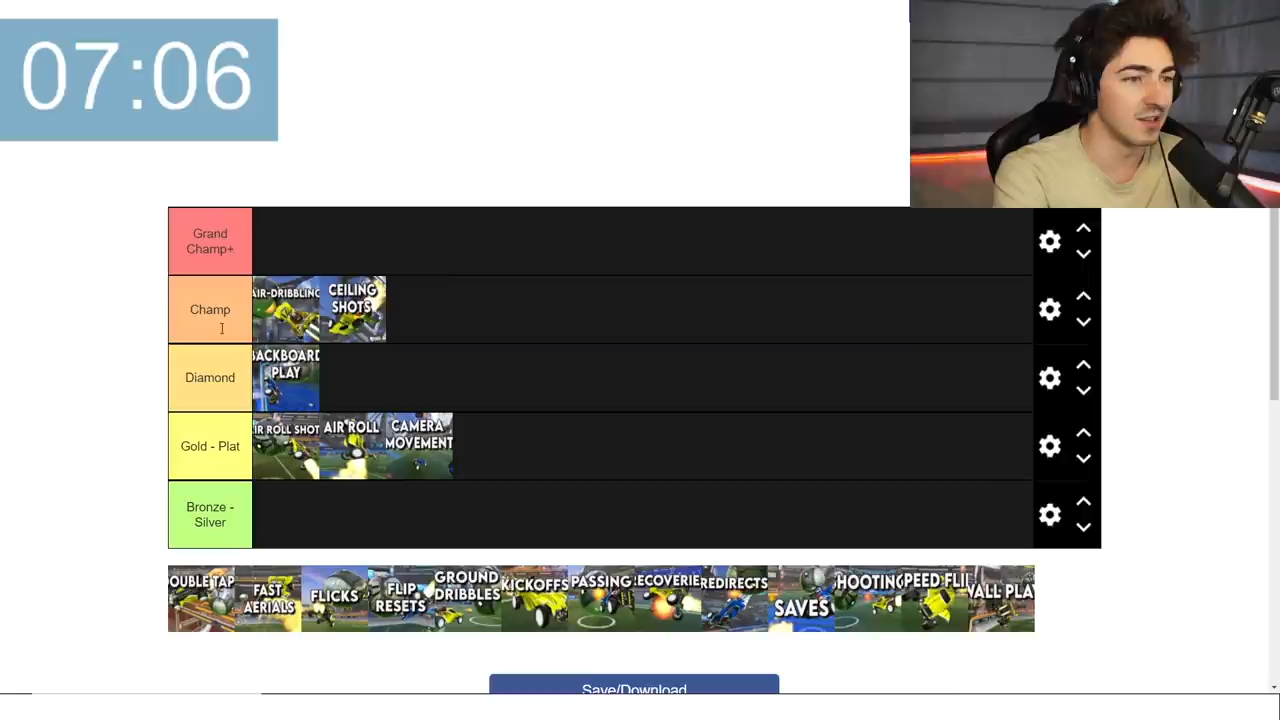 07:06
Grand
Champ+
AIR-DRIBBLING
CEILING
SHOTS
Champ
BACKBOARD
PLAY
Diamond
AIR ROLL SHOT
AIR ROLL
CAMERA
MOVEMENT
Gold - Plat
Bronze -
Silver
OUBLE TAP
FAST
AERIALS
FLICKS
FLIP
RESETS
GROUND
DRIBBLES
KICKOFFS
PASSING
ECOVERIE
REDIRECTS
SAVES
HOOTING
PEED FLI
WALL PLAY
Save/Download